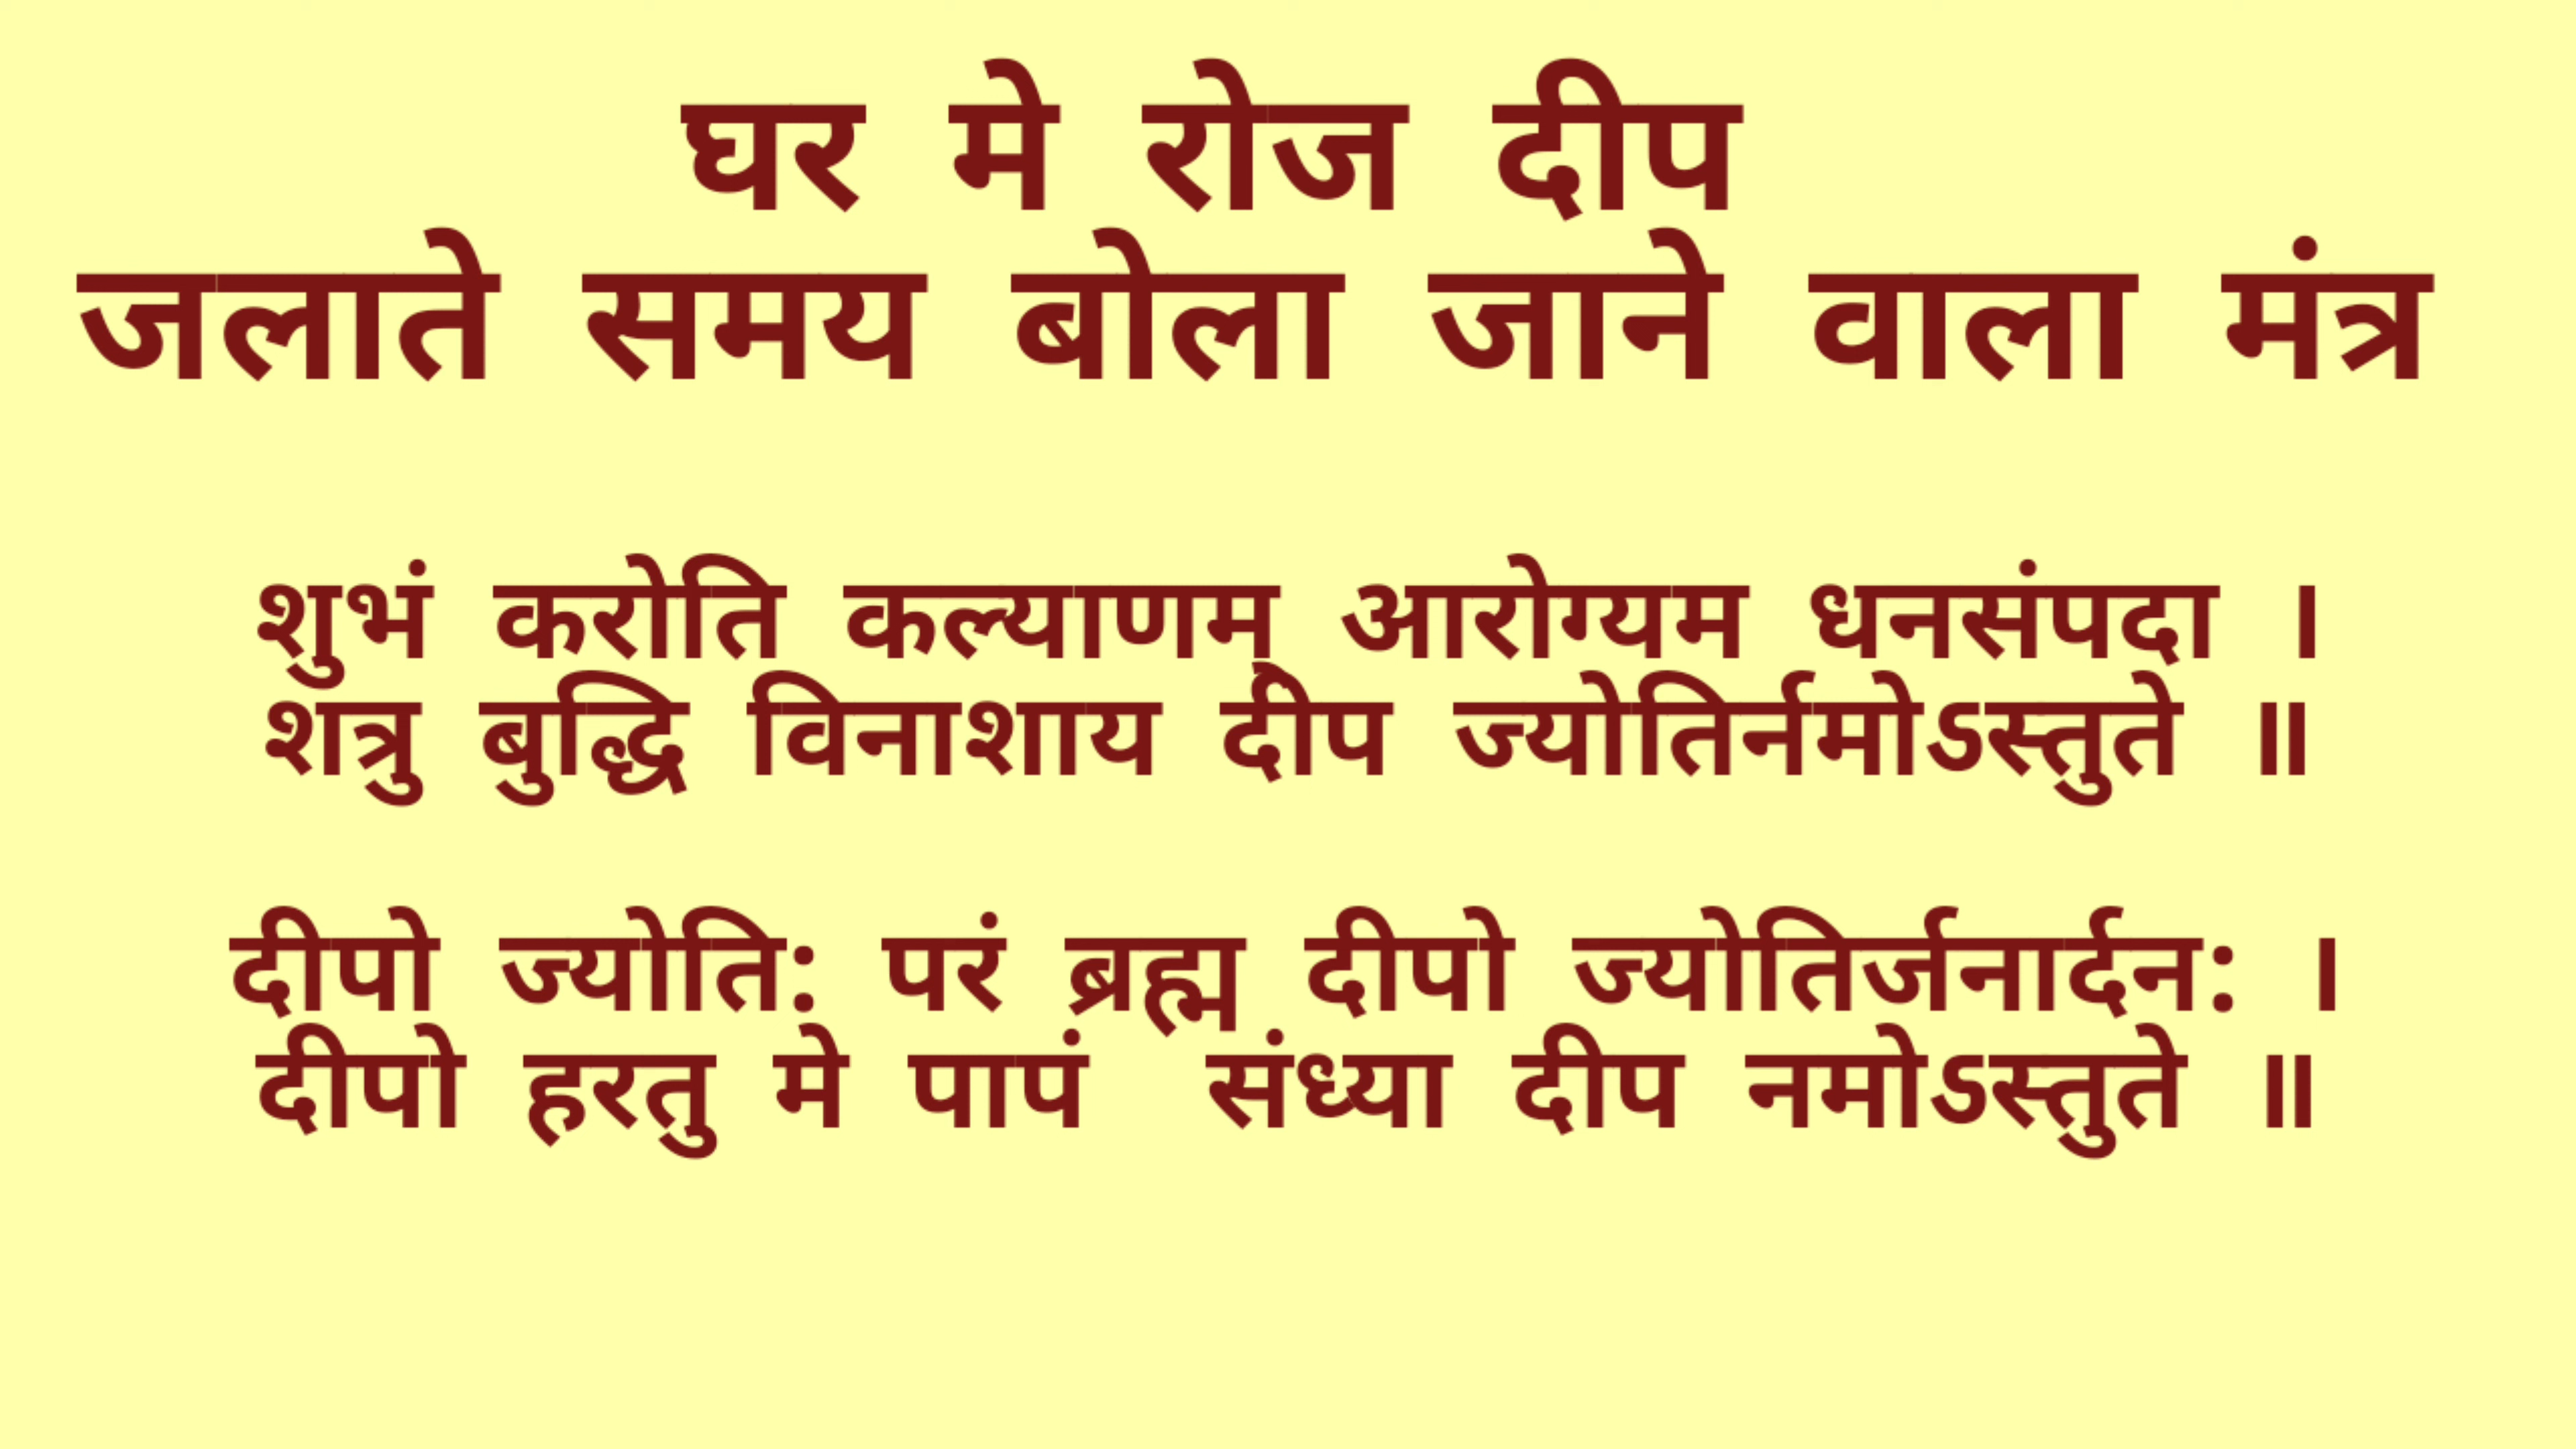 घर मे रोज दीप
जलाते समय बोला जाने वाला मंत्र
शुभं करोति कल्याणम् आरोग्यम धनसंपदा ।
शत्रु बुद्धि विनाशाय दीप ज्योतिर्नमोऽस्तुते ॥
दीपो ज्योति: परं ब्रह्म दीपो ज्योतिर्जनार्दन: ।
दीपो हरतु मे पापं संध्या दीप नमोऽस्तुते ॥